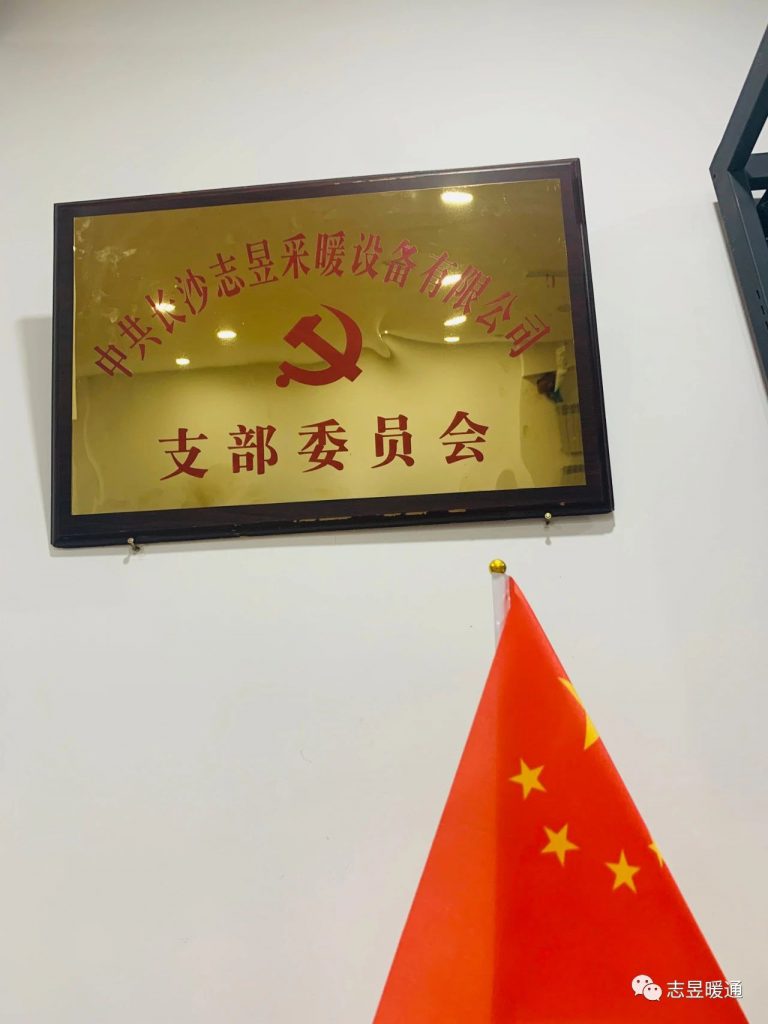 中共长沙志昱采暖设备有限公司
支部委员会
志昱暖通